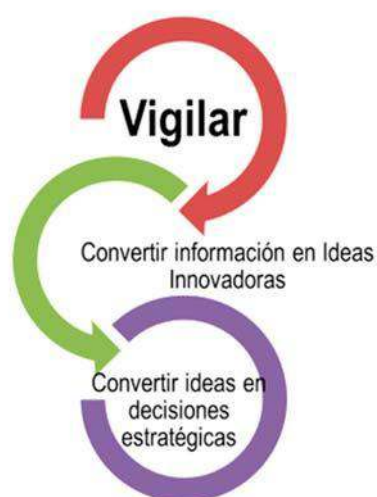 Vigilar
Convertir información en Ideas
Innovadoras
Convertir ideas en
decisiones
estratégicas